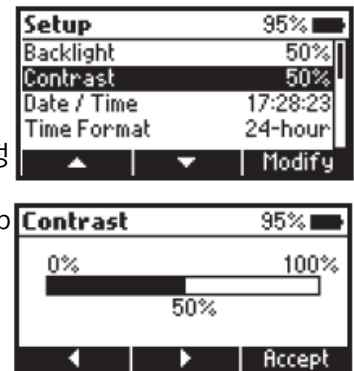 Setup 95%
Backlight 50%
Contrast 50%
Date / Time 17:28:23
Time Format 24-hour
Modify
Contrast 95%
0% 100%
50%
Accept